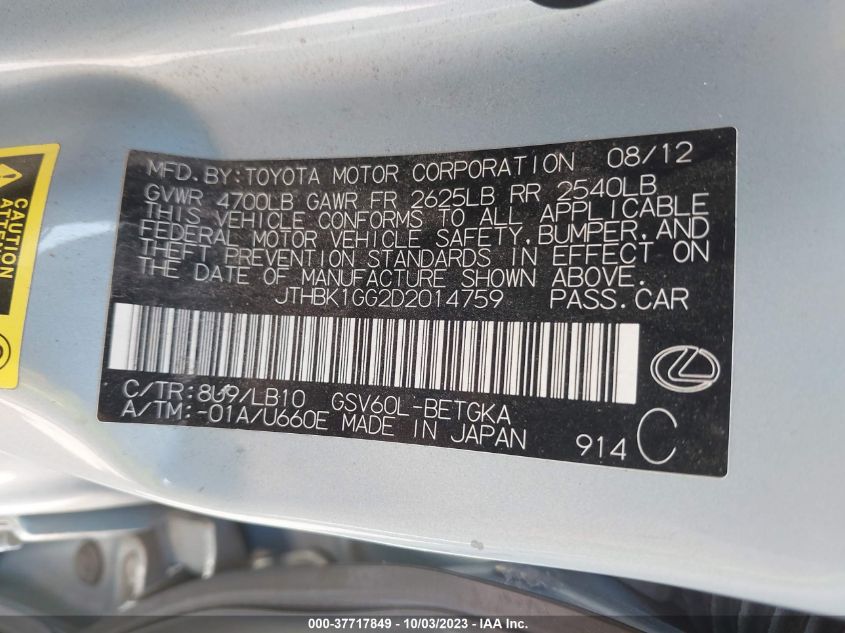 MFD. BY:TOYOTA MOTOR CORPORATION 08/12
GVWR 4700LB GAWR FR 2625LB RR 2540LB
THIS VEHICLE CONFORMS TO ALL APPLICABLE
FEDERAL MOTOR VEHICLE SAFETY,BUMPER,AND
THEFT PREVENTION STANDARDS IN EFFECT ON
THE DATE OF MANUFACTURE SHOWN ABOVE.
JTHBK1GG2D2014759 PASS.CAR
C/TR: /LB10 GSV60L-BETGKA
A/TM:-01A/U660E MADE IN JAPAN 914 C
CAUTION
000-37717849 - 10/03/2023 - IAA Inc.